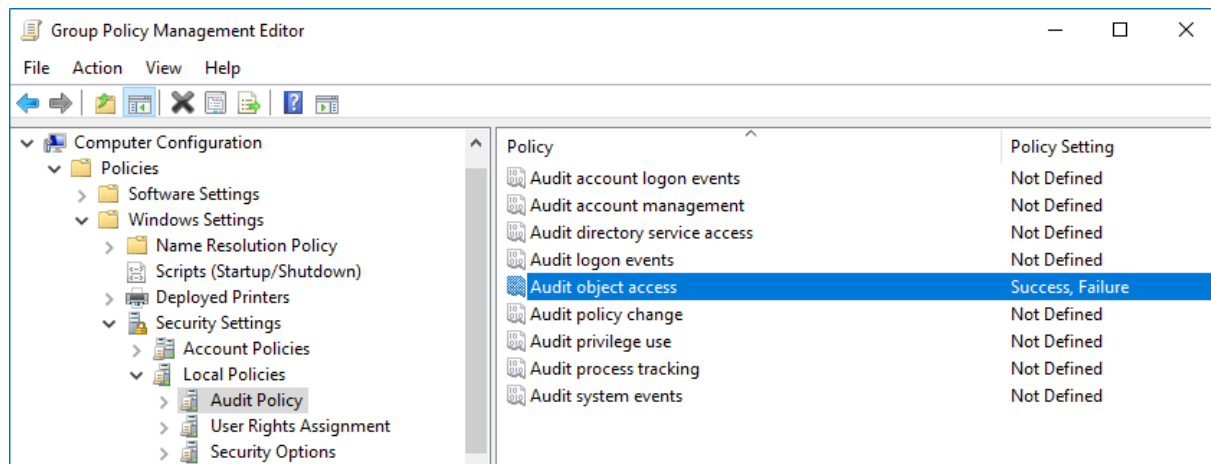 Group Policy Management Editor
File Action View Help
Computer Configuration
Policies
Software Settings
Windows Settings
Name Resolution Policy
Scripts (Startup/Shutdown)
Deployed Printers
Security Settings
Account Policies
Local Policies
Audit Policy
User Rights Assignment
Security Options
Policy Policy Setting
Audit account logon events Not Defined
Audit account management Not Defined
Audit directory service access Not Defined
Audit logon events Not Defined
Audit object access Success, Failure
Audit policy change Not Defined
Audit privilege use Not Defined
Audit process tracking Not Defined
Audit system events Not Defined